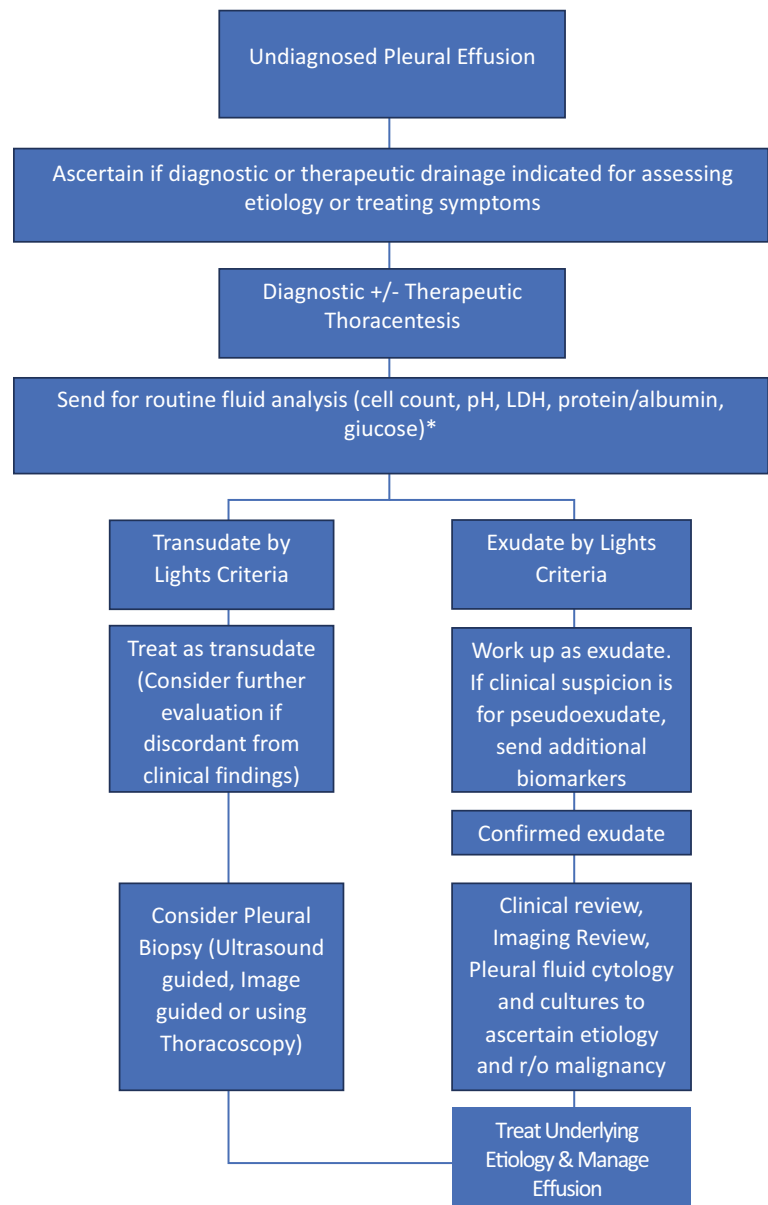 Undiagnosed Pleural Effusion
Ascertain if diagnostic or therapeutic drainage indicated for assessing
etiology or treating symptoms
Diagnostic +/- Therapeutic
Thoracentesis
Send for routine fluid analysis (cell count, pH, LDH, protein/albumin,
giucose)*
Transudate by
Lights Criteria
Exudate by Lights
Criteria
Treat as transudate
(Consider further
evaluation if
discordant from
clinical findings)
Work up as exudate.
If clinical suspicion is
for pseudoexudate,
send additional
biomarkers
Confirmed exudate
Consider Pleural
Biopsy (Ultrasound
guided, Image
guided or using
Thoracoscopy)
Clinical review,
Imaging Review,
Pleural fluid cytology
and cultures to
ascertain etiology
and r/o malignancy
Treat Underlying
Etiology & Manage
Effusion